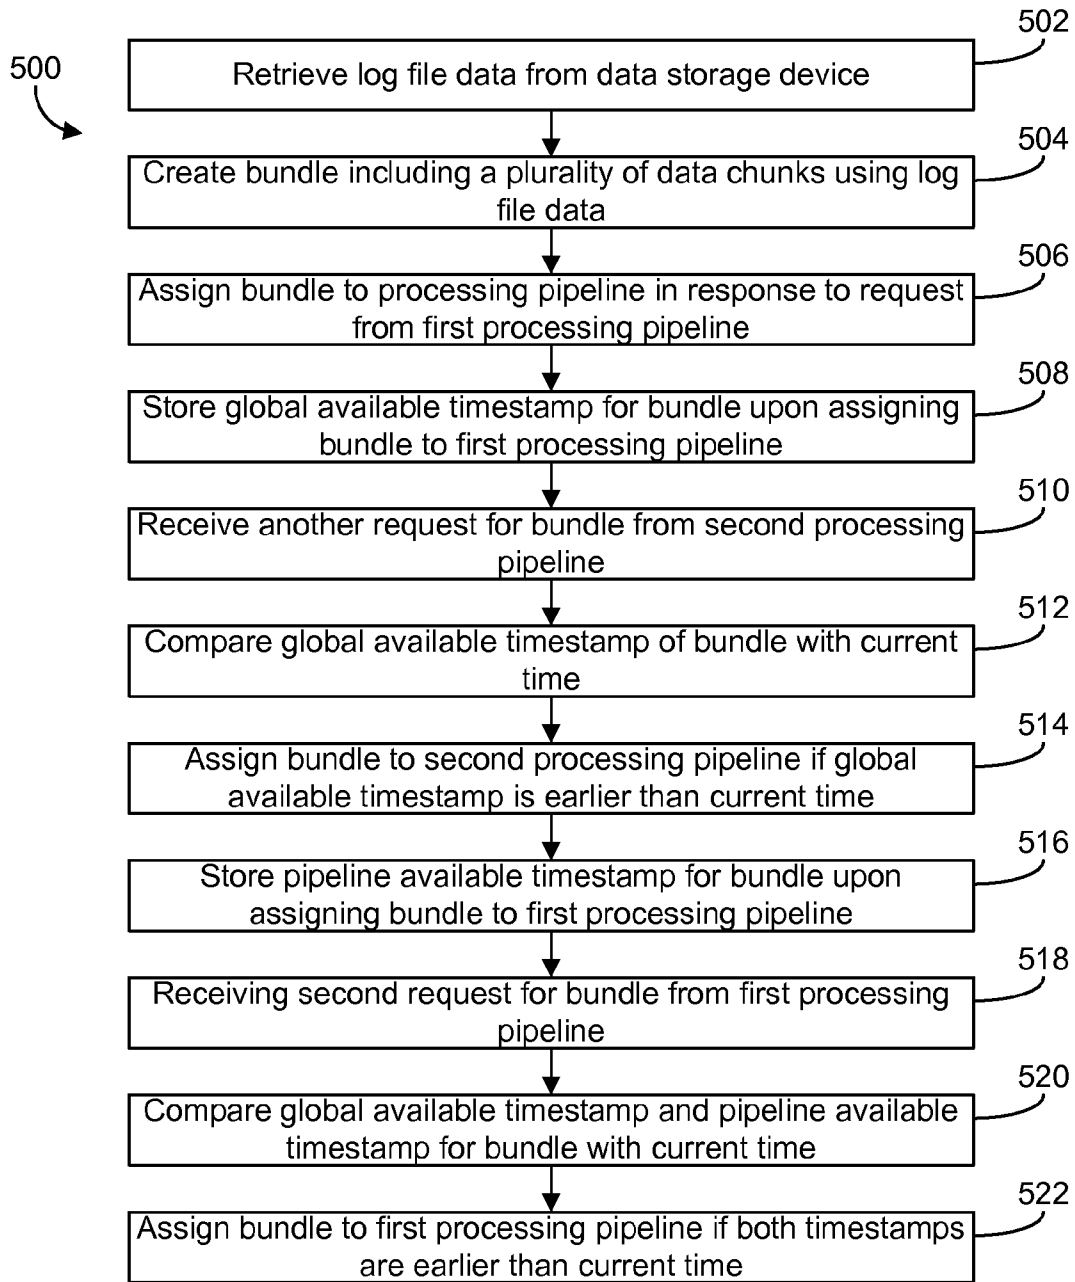 502
500
Retrieve log file data from data storage device
504
Create bundle including a plurality of data chunks using log
file data
506
Assign bundle to processing pipeline in response to request
from first processing pipeline
508
Store global available timestamp for bundle upon assigning
bundle to first processing pipeline
510
Receive another request for bundle from second processing
pipeline
512
Compare global available timestamp of bundle with current
time
514
Assign bundle to second processing pipeline if global
available timestamp is earlier than current time
516
Store pipeline available timestamp for bundle upon
assigning bundle to first processing pipeline
518
Receiving second request for bundle from first processing
pipeline
520
Compare global available timestamp and pipeline available
timestamp for bundle with current time
522
Assign bundle to first processing pipeline if both timestamps
are earlier than current time